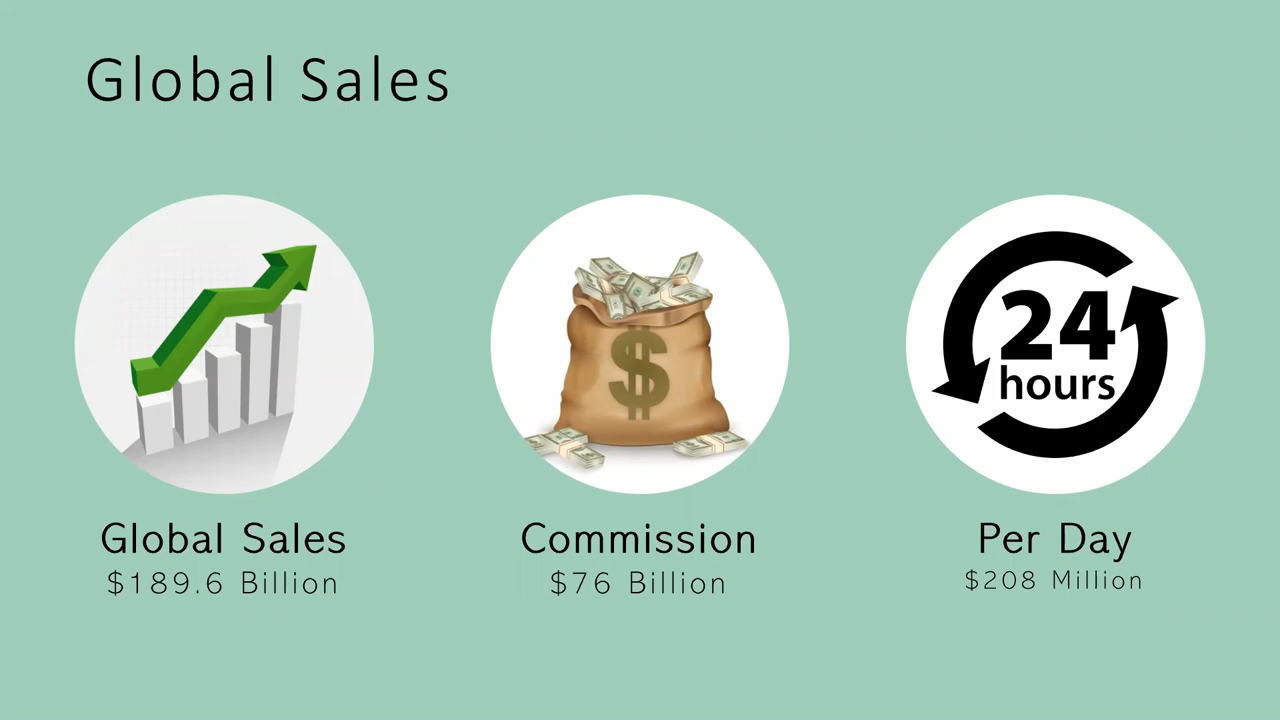 Global Sales
$
24
hours
Global Sales
$189.6 Billion
Commission
$76 Billion
Per Day
$208 Million